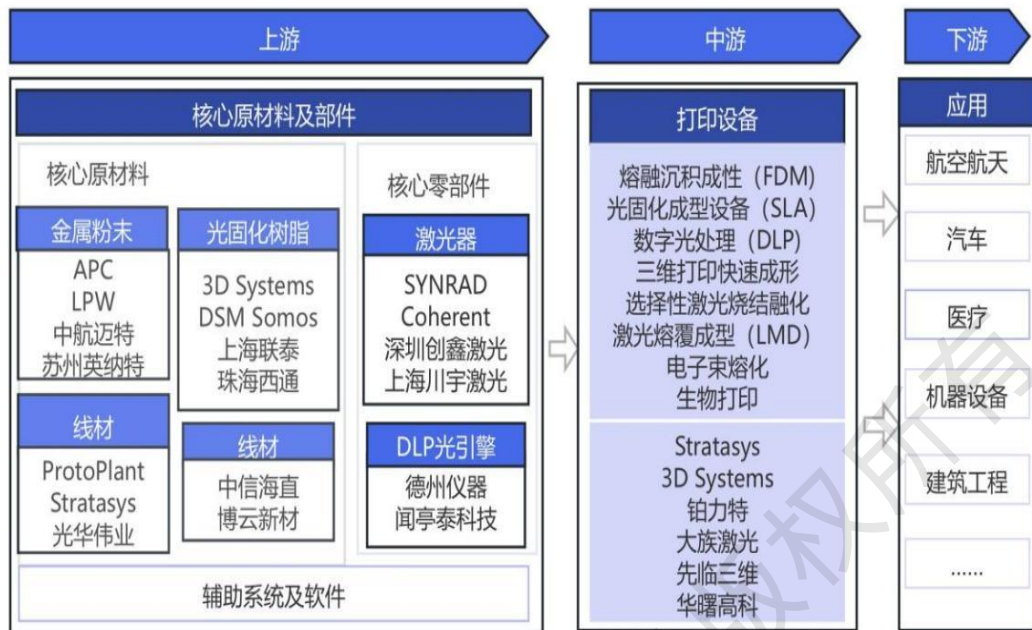 上游
中游
下游
核心原材料及部件
核心原材料
金属粉末
APC
LPW
中航迈特
苏州英纳特
光固化树脂
3D Systems
DSM Somos
上海联泰
珠海西通
线材
ProtoPlant
Stratasys
光华伟业
线材
中信海直
博云新材
核心零部件
激光器
SYNRAD
Coherent
深圳创鑫激光
上海川宇激光
DLP光引擎
德州仪器
闻亭泰科技
辅助系统及软件
打印设备
熔融沉积成性（FDM)
光固化成型设备（SLA）
数字光处理（DLP）
三维打印快速成形
选择性激光烧结融化
激光熔覆成型（LMD）
电子束熔化
生物打印
Stratasys
3D Systems
铂力特
大族激光
先临三维
华曙高科
应用
航空航天
汽车
医疗
机器设备
建筑工程
......
版权所有